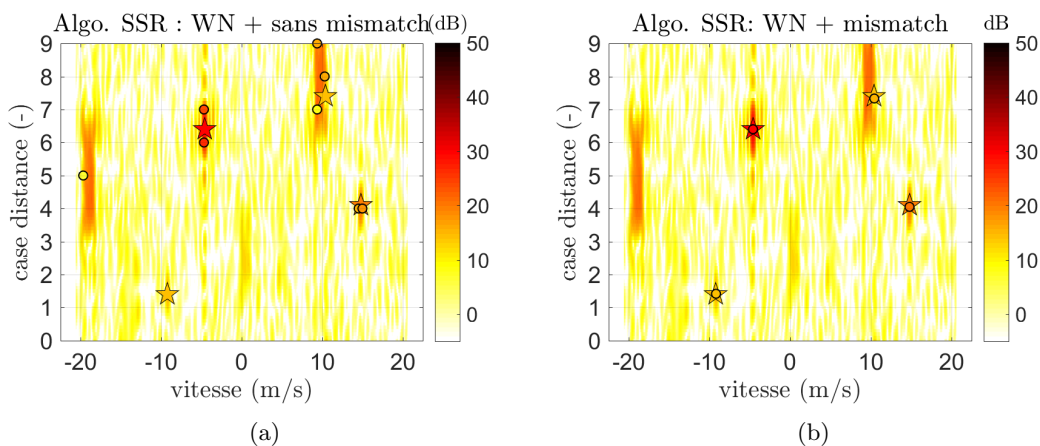 Algo. SSR : WN + sans mismatch
(dB)
9
8
7
6
5
4
3
2
1
0
case distance (-)
-20 -10 0 10 20
vitesse (m/s)
50
40
30
20
10
0
(a)
Algo. SSR: WN + mismatch
dB
9
8
7
6
5
4
3
2
1
0
case distance (-)
-20 -10 0 10 20
vitesse (m/s)
50
40
30
20
10
0
(b)